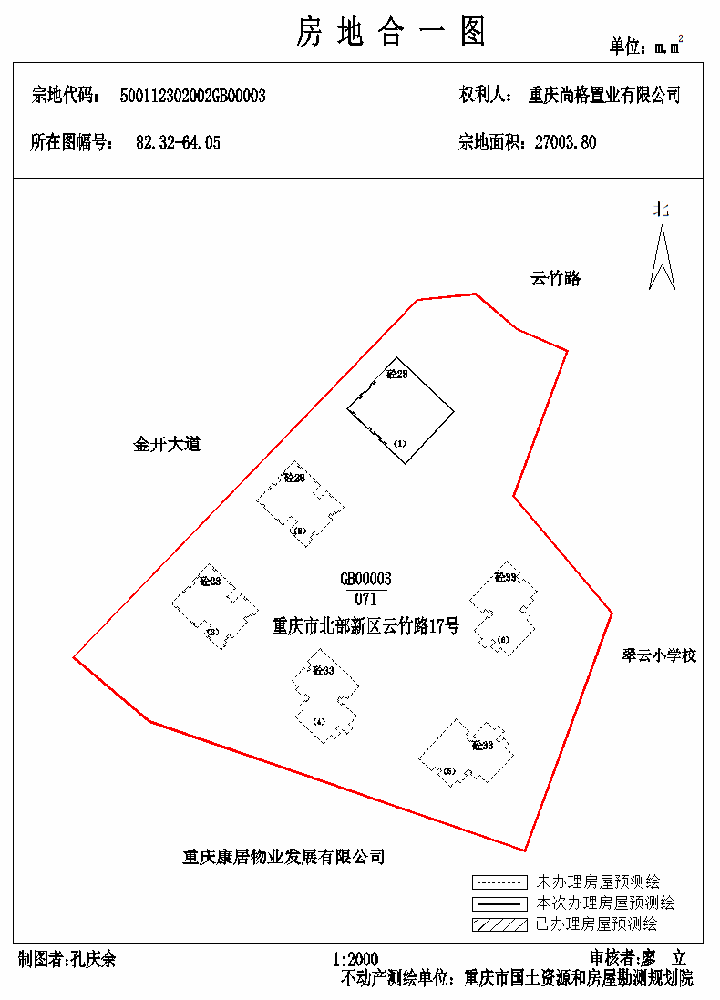 房地合一图
单位：m.m²
宗地代码： 500112302002GB00003 权利人： 重庆尚格置业有限公司
所在图幅号： 82.32-64.05 宗地面积：27003.80
北
云竹路
砼28
(1)
金开大道
砼28
(2)
砼23
(3)
GB00003
071
重庆市北部新区云竹路17号
砼33
(6)
翠云小学校
砼33
(4)
砼33
(5)
重庆康居物业发展有限公司
未办理房屋预测绘
本次办理房屋预测绘
已办理房屋预测绘
制图者:孔庆余 1:2000 审核者:廖 立
不动产测绘单位：重庆市国土资源和房屋勘测规划院